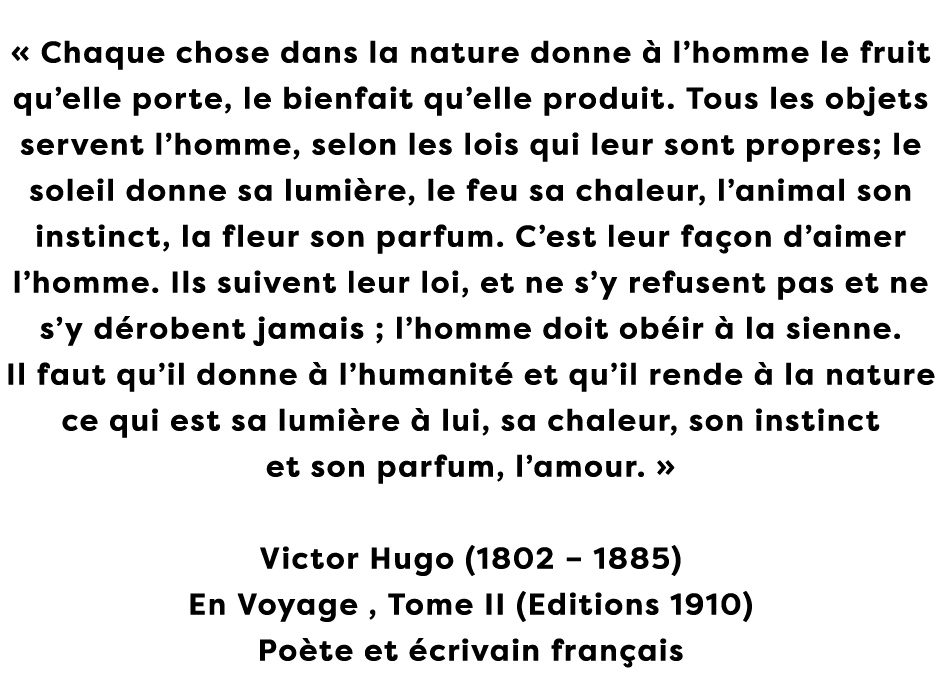 « Chaque chose dans la nature donne à l’homme le fruit
qu’elle porte, le bienfait qu’elle produit. Tous les objets
servent l’homme, selon les lois qui leur sont propres; le
soleil donne sa lumière, le feu sa chaleur, l’animal son
instinct, la fleur son parfum. C’est leur façon d’aimer
l’homme. Ils suivent leur loi, et ne s’y refusent pas et ne
s’y dérobent jamais ; l’homme doit obéir à la sienne.
Il faut qu’il donne à l’humanité et qu’il rende à la nature
ce qui est sa lumière à lui, sa chaleur, son instinct
et son parfum, l’amour. »
Victor Hugo (1802 – 1885)
En Voyage , Tome II (Editions 1910)
Poète et écrivain français